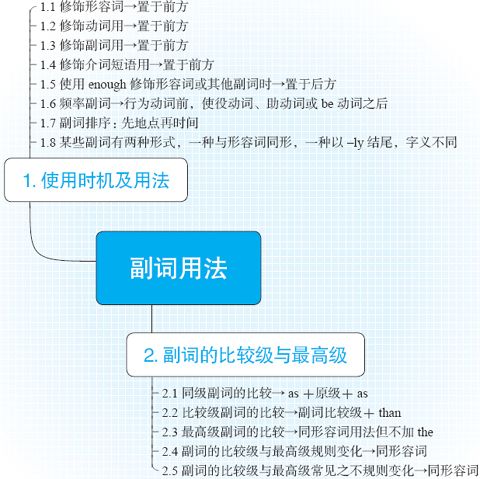 1.1 修饰形容词→置于前方
1.2 修饰动词用→置于前方
1.3 修饰副词用→置于前方
1.4 修饰介词短语用→置于前方
1.5 使用 enough 修饰形容词或其他副词时→置于后方
1.6 频率副词→行为动词前，使役动词、助动词或 be 动词之后
1.7 副词排序：先地点再时间
1.8 某些副词有两种形式，一种与形容词同形，一种以 –ly 结尾，字义不同
1. 使用时机及用法
副词用法
2. 副词的比较级与最高级
2.1 同级副词的比较→ as ＋原级＋ as
2.2 比较级副词的比较→副词比较级＋ than
2.3 最高级副词的比较→同形容词用法但不加 the
2.4 副词的比较级与最高级规则变化→同形容词
2.5 副词的比较级与最高级常见之不规则变化→同形容词